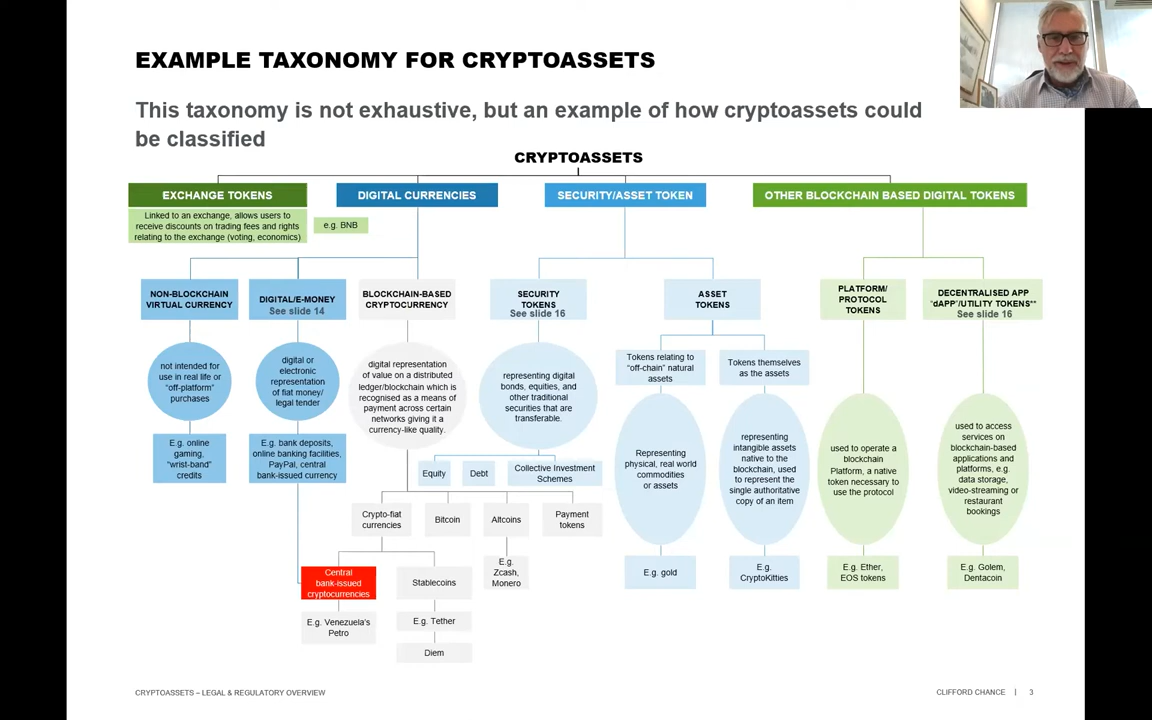 EXAMPLE TAXONOMY FOR CRYPTOASSETS
This taxonomy is not exhaustive, but an example of how cryptoassets could
be classified
CRYPTOASSETS
EXCHANGE TOKENS
DIGITAL CURRENCIES
SECURITY/ASSET TOKEN
OTHER BLOCKCHAIN BASED DIGITAL TOKENS
Linked to an exchange, allows users to
receive discounts on trading fees and rights
relating to the exchange (voting, economics)
e.g. BNB
NON-BLOCKCHAIN
VIRTUAL CURRENCY
DIGITAL/E-MONEY
See slide 14
BLOCKCHAIN-BASED
CRYPTOCURRENCY
SECURITY
TOKENS
See slide 16
ASSET
TOKENS
PLATFORM/
PROTOCOL
TOKENS
DECENTRALISED APP
"dAPP"/UTILITY TOKENS**
See slide 16
not intended for
use in real life or
"off-platform"
purchases
digital or
electronic
representation
of fiat money/
legal tender
digital representation
of value on a distributed
ledger/blockchain which is
recognised as a means of
payment across certain
networks giving it a
currency-like quality.
representing digital
bonds, equities, and
other traditional
securities that are
transferable.
Tokens relating to
"off-chain" natural
assets
Tokens themselves
as the assets
E.g. online
gaming,
"wrist-band"
credits
E.g. bank deposits,
online banking facilities,
PayPal, central
bank-issued currency
Equity
Debt
Collective Investment
Schemes
Representing
physical, real world
commodities
or assets
representing
intangible assets
native to the
blockchain, used
to represent the
single authoritative
copy of an item
used to operate a
blockchain
Platform, a native
token necessary to
use the protocol
used to access
services on
blockchain-based
applications and
platforms, e.g.
data storage,
video-streaming or
restaurant
bookings
Crypto-fiat
currencies
Bitcoin
Altcoins
Payment
tokens
Central
bank-issued
cryptocurrencies
Stablecoins
E.g.
Zcash,
Monero
E.g. gold
E.g.
CryptoKitties
E.g. Ether,
EOS tokens
E.g. Golem,
Dentacoin
E.g. Venezuela's
Petro
E.g. Tether
Diem
CRYPTOASSETS – LEGAL & REGULATORY OVERVIEW
CLIFFORD CHANCE | 3